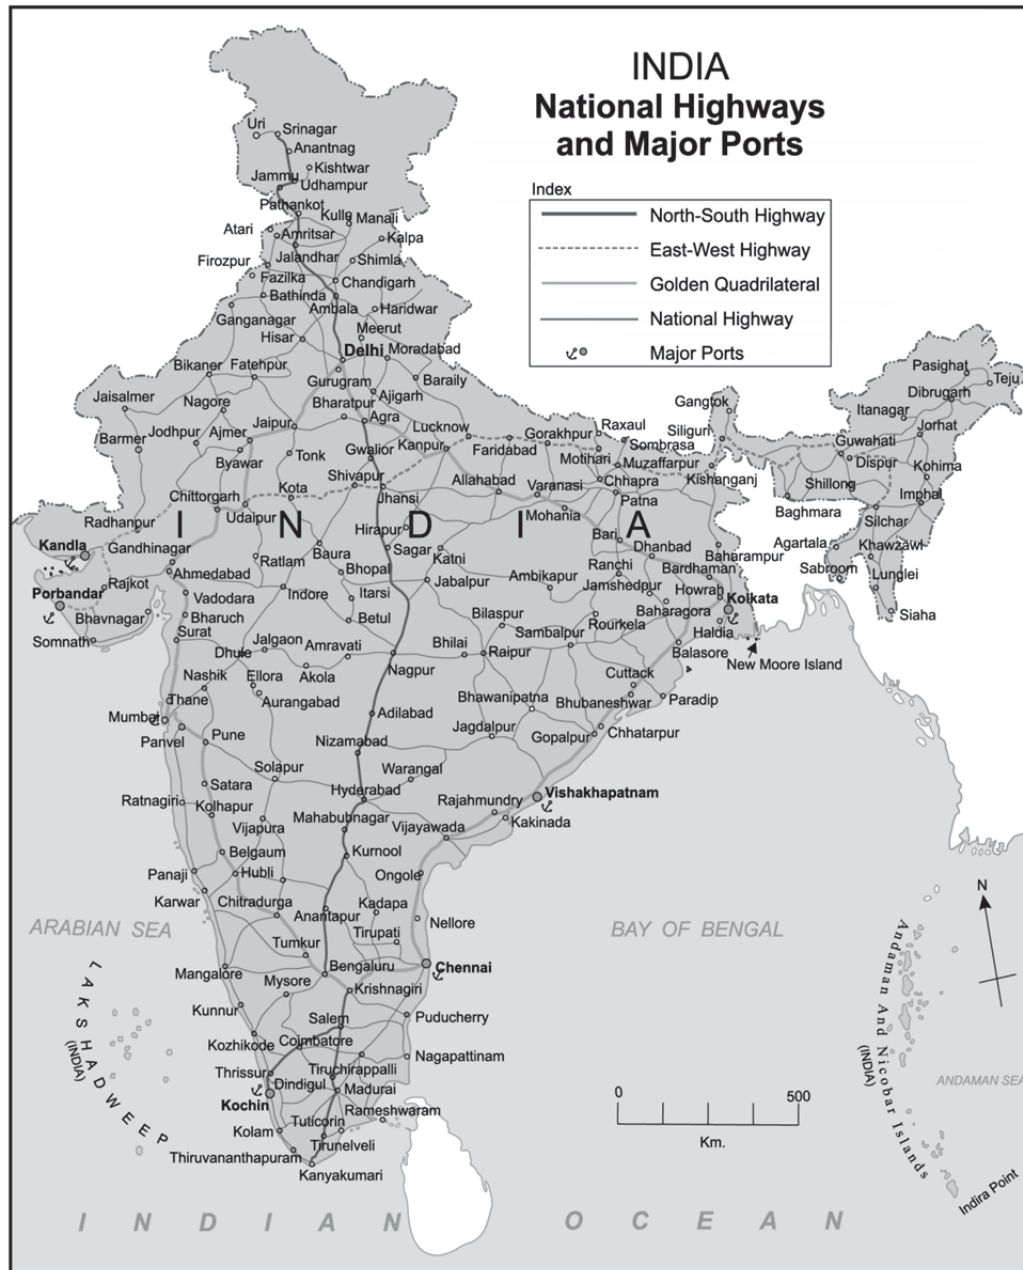 INDIA
National Highways
and Major Ports
Index
North-South Highway
East-West Highway
Golden Quadrilateral
National Highway
Major Ports
Uri
Srinagar
Anantnag
Kishtwar
Jammu
Udhampur
Pathankot
Kullo
Manaji
Atari
Amritsar
Kalpa
Jalandhar
Shimla
Firozpur
Fazilka
Chandigarh
Bathinda
Ambala
Haridwar
Ganganagar
Meerut
Hisar
Delhi
Moradabad
Bikaner
Fatehpur
Gurugram
Baraily
Jaisalmer
Nagore
Bharatpur
Ajigarh
Agra
Jaipur
Lucknow
Barmer
Jodhpur
Ajmer
Kanpur
Gorakhpur
Raxaul
Gwalior
Faridabad
Sombrasa
Byawar
Tonk
Motihari
Muzaffarpur
Siliguri
Gangtok
Kishanganj
Shivapur
Allahabad
Varanasi
Chhapra
Kota
Jhansi
Patna
Chittorgarh
Udaipur
Mohania
Pasighat
Teju
Dibrugarh
Itanagar
Jorhat
Guwahati
Dispur
Kohima
Shillong
Imphal
Baghmara
Silchar
Agartala
Khawzawl
Sabroom
Lunglei
Siaha
I N D I A
Radhanpur
Hirapur
Bari
Kandla
Gandhinagar
Baura
Sagar
Katni
Dhanbad
Baharampur
Ratlam
Bhopal
Ranchi
Bardhaman
Ahmedabad
Rajkot
Jabalpur
Ambikapur
Jamshedpur
Howrah
Porbandar
Vadodara
Indore
Itarsi
Kolkata
Bhavnagar
Bharuch
Betul
Bilaspur
Rourkela
Baharagora
Haldia
Somnath
Surat
Jalgaon
Amravati
Bhilai
Sambalpur
Balasore
Dhule
Raipur
New Moore Island
Nagpur
Nashik
Ellora
Akola
Cuttack
Thane
Aurangabad
Bhawanipatna
Bhubaneshwar
Paradip
Mumbai
Adilabad
Jagdalpur
Panvel
Pune
Nizamabad
Gopalpur
Chhatarpur
Solapur
Warangal
Satara
Hyderabad
Vishakhapatnam
Ratnagiri
Kolhapur
Rajahmundry
Mahabubnagar
Vijayawada
Kakinada
Vijapura
Belgaum
Kurnool
Panaji
Hubli
Ongole
Karwar
Chitradurga
Anantapur
Kadapa
Nellore
Tirupati
Tumkur
Bengaluru
Chennai
Mangalore
Mysore
Krishnagiri
Kunnur
Salem
Puducherry
Kozhikode
Coimbatore
Nagapattinam
Thrissur
Tiruchirappalli
Dindigul
Madurai
Kochin
Rameshwaram
Kolam
Tuticorin
Tirunelveli
Thiruvananthapuram
Kanyakumari
ARABIAN SEA
BAY OF BENGAL
LAKSHADWEEP
(INDIA)
N
Andaman And Nicobar Islands
(INDIA)
ANDAMAN SEA
Indira Point
0 500
Km.
INDIAN OCEAN